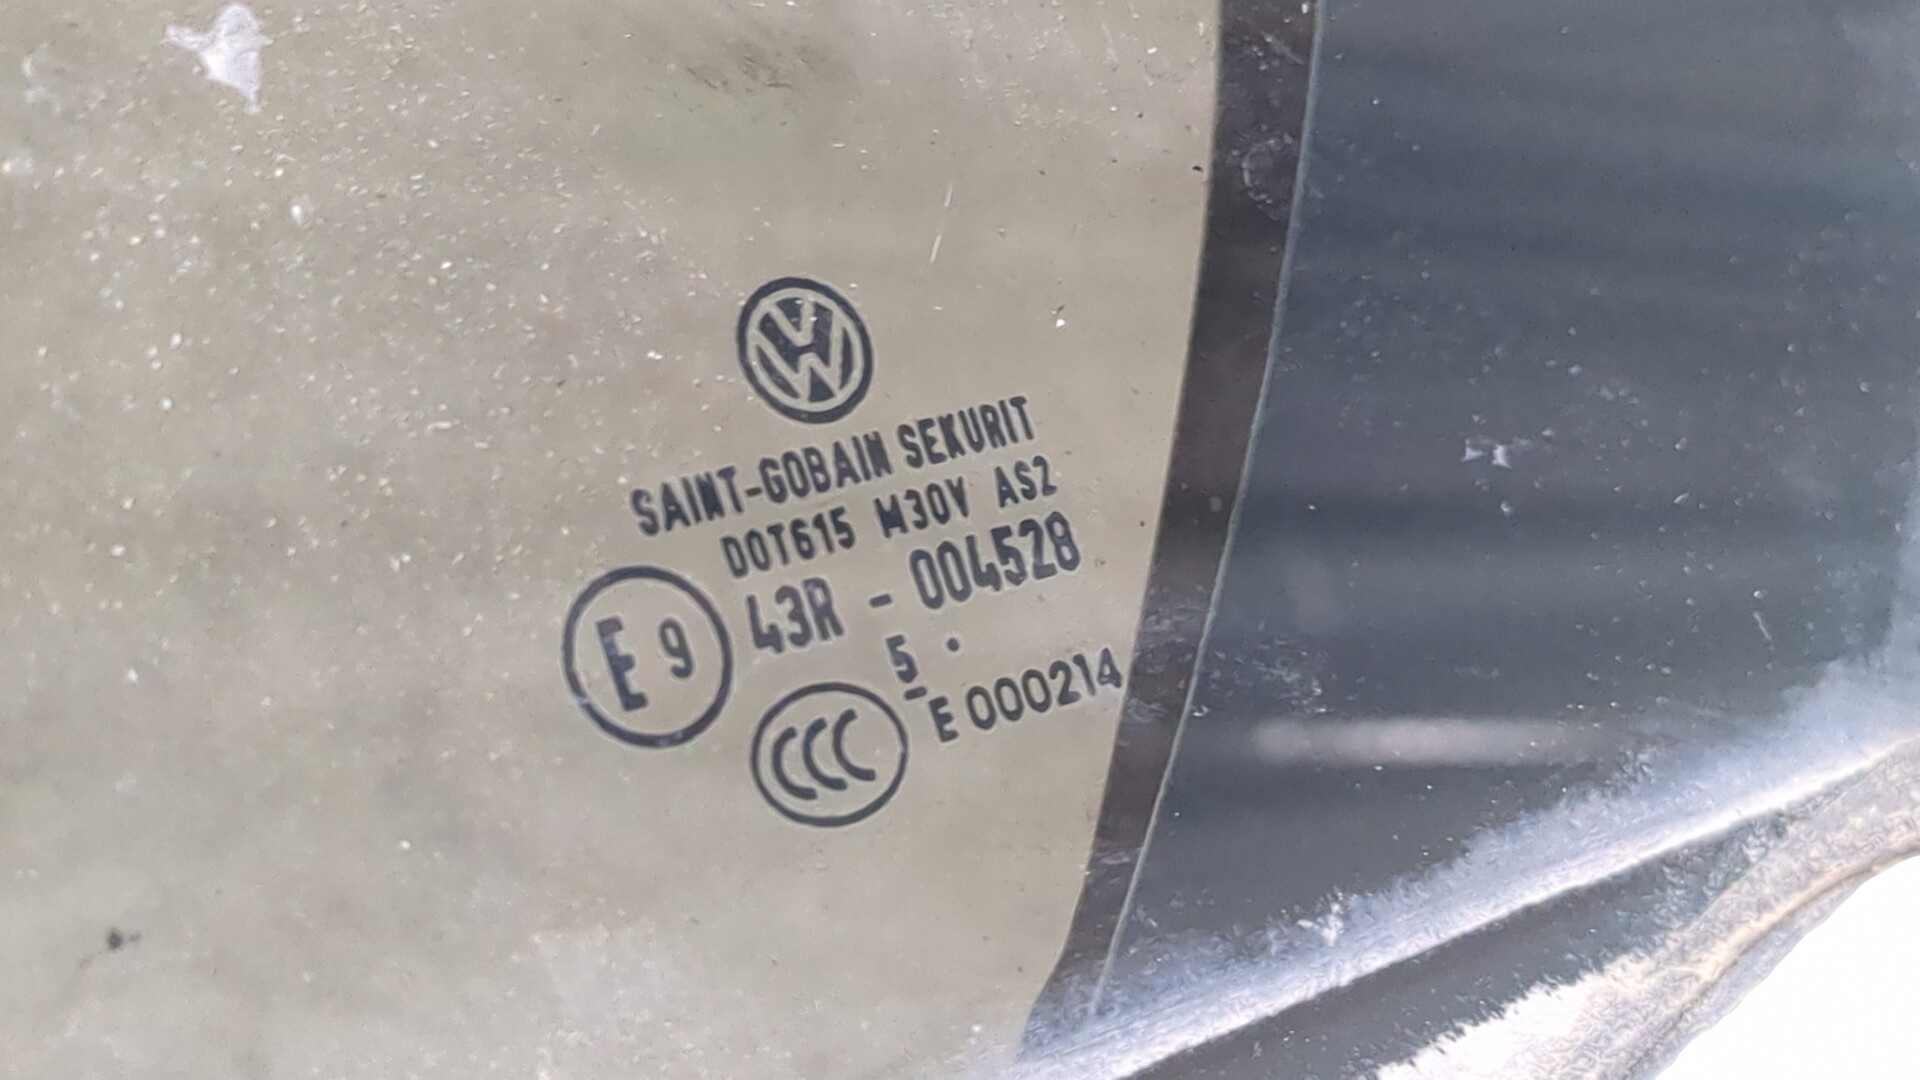 VW
SAINT-GOBAIN SEKURIT
DOT615 M30V AS2
E 9 43R - 004528
5 .
CCC E 000214